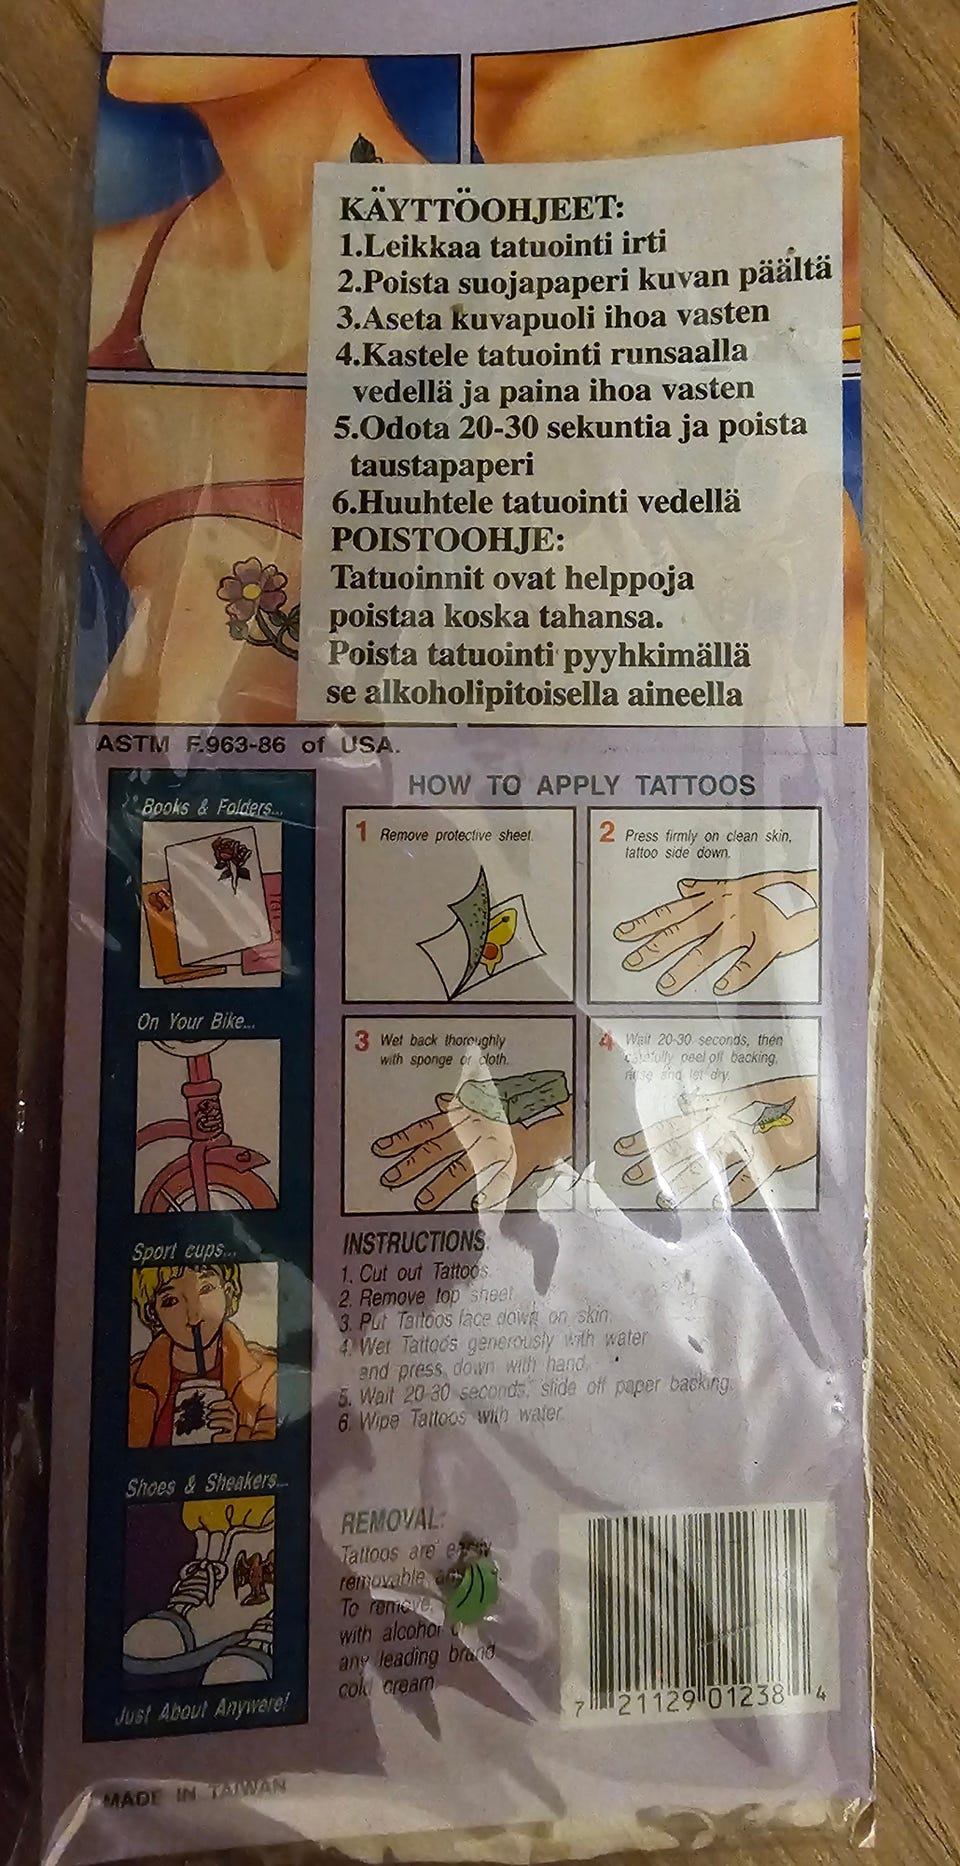 KÄYTTÖOHJEET:
1.Leikkaa tatuointi irti
2.Poista suojapaperi kuvan päältä
3.Aseta kuvapuoli ihoa vasten
4.Kastele tatuointi runsaalla
vedellä ja paina ihoa vasten
5.Odota 20-30 sekuntia ja poista
taustapaperi
6.Huuhtele tatuointi vedellä
POISTOOHJE:
Tatuoinnit ovat helppoja
poistaa koska tahansa.
Poista tatuointi pyyhkimällä
se alkoholipitoisella aineella
ASTM F.963-86 of USA.
Books & Folders...
On Your Bike...
Sport cups...
Shoes & Sneakers...
Just About Anywere!
HOW TO APPLY TATTOOS
1 Remove protective sheet.
2 Press firmly on clean skin,
tattoo side down.
3 Wet back thoroughly
with sponge or cloth.
4 Wait 20-30 seconds, then
carefully peel off backing,
rinse and let dry.
INSTRUCTIONS:
1. Cut out Tattoos.
2. Remove top sheet.
3. Put Tattoos face down on skin.
4. Wet Tattoos generously with water
and press down with hand.
5. Wait 20-30 seconds, slide off paper backing.
6. Wipe Tattoos with water.
REMOVAL:
Tattoos are easily
removable
To remove
with alcohol or
any leading brand
cold cream
7 21129 01238 4
MADE IN TAIWAN